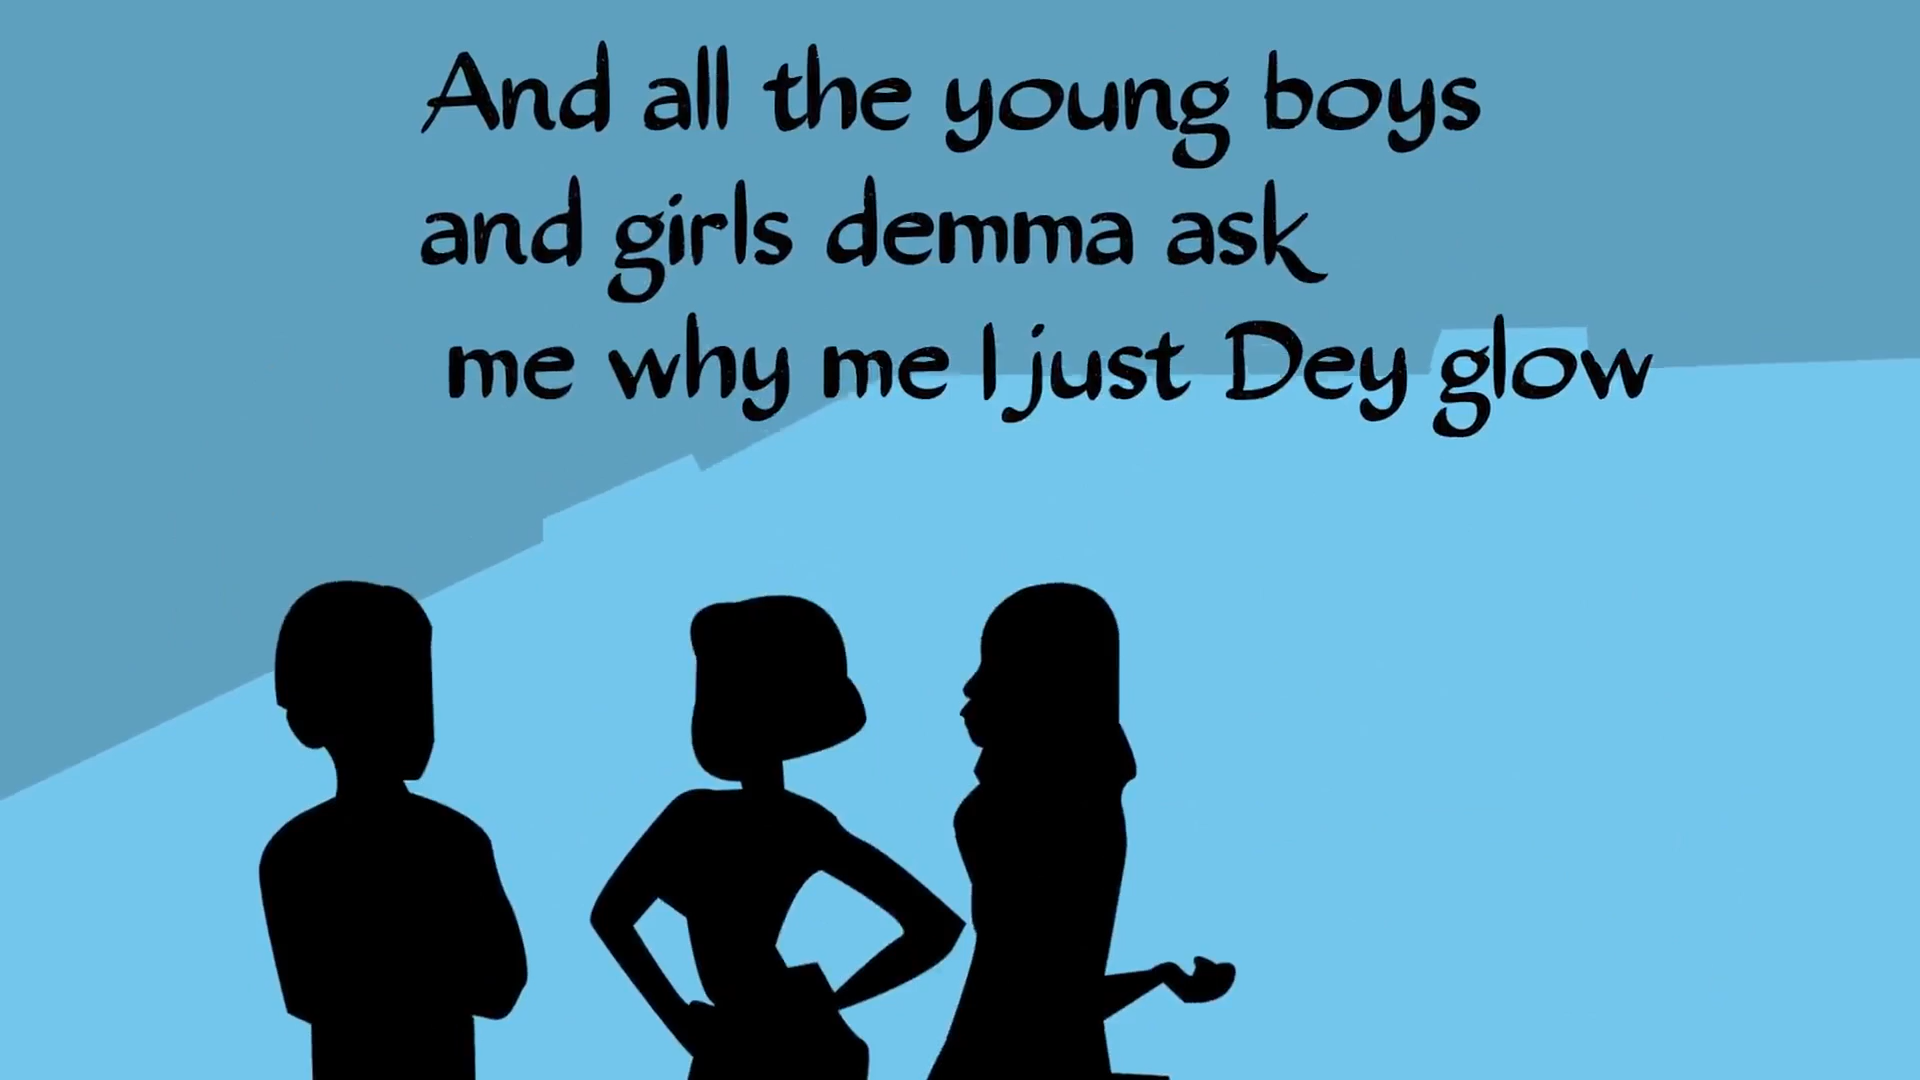 And all the young boys
and girls demma ask
me why me I just Dey glow